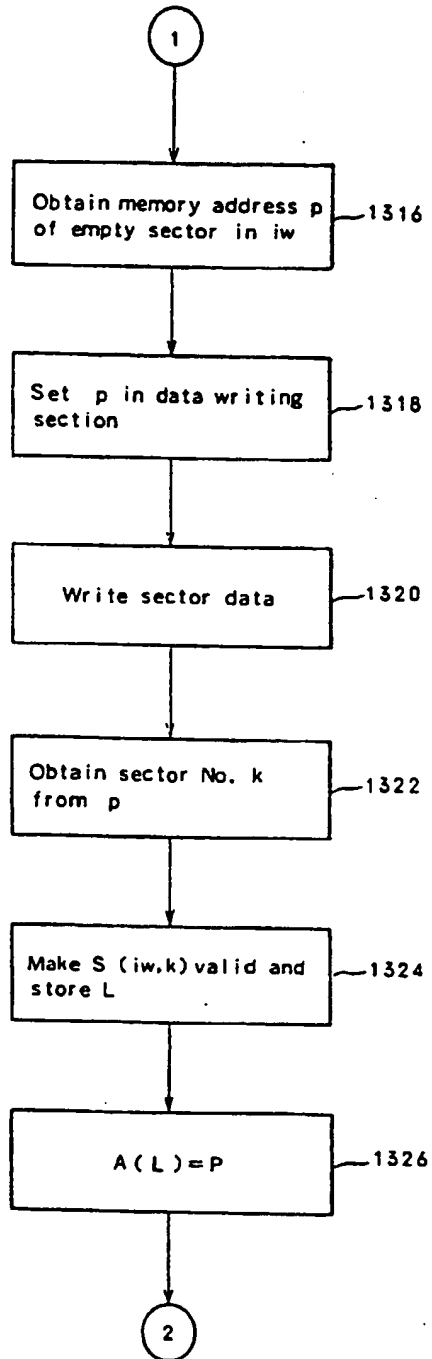 1
Obtain memory address p
of empty sector in iw
1316
Set p in data writing
section
1318
Write sector data
1320
Obtain sector No. k
from p
1322
Make S (iw,k) valid and
store L
1324
A(L)=P
1326
2